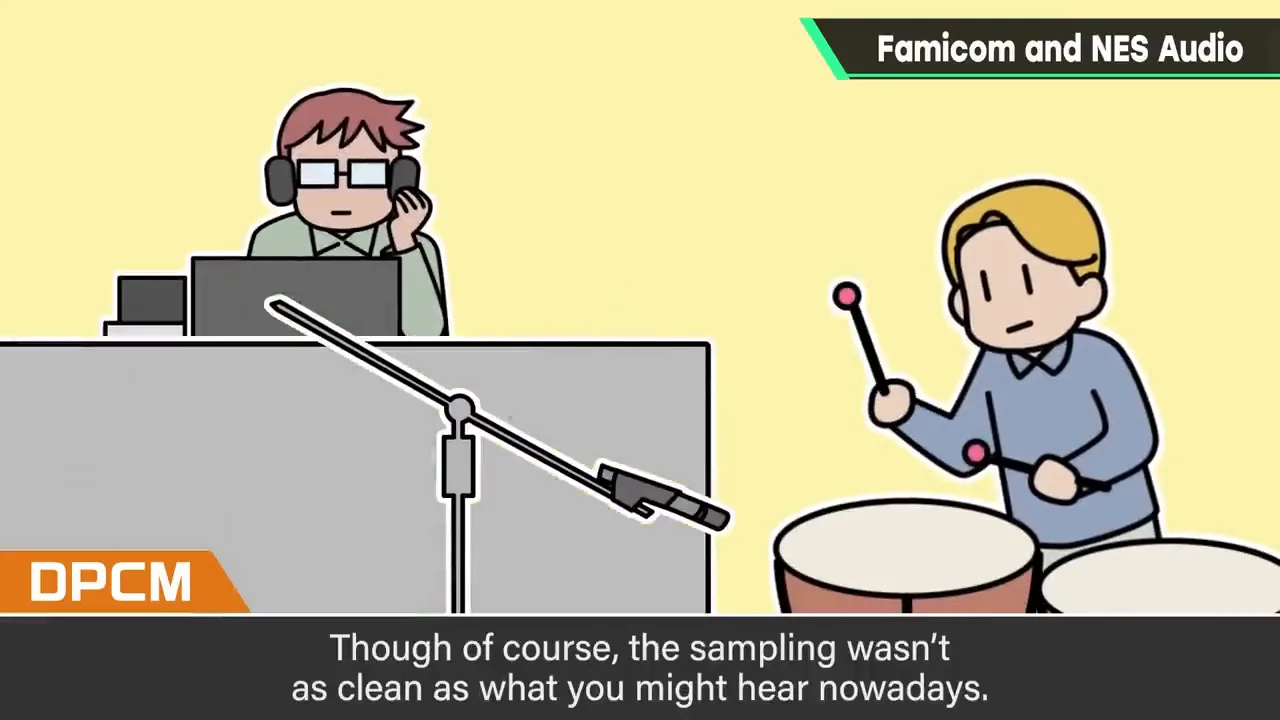 Famicom and NES Audio
DPCM
Though of course, the sampling wasn't
as clean as what you might hear nowadays.